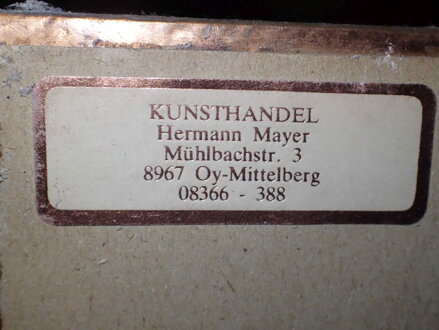 KUNSTHANDEL
Hermann Mayer
Mühlbachstr. 3
8967 Oy-Mittelberg
08366 - 388